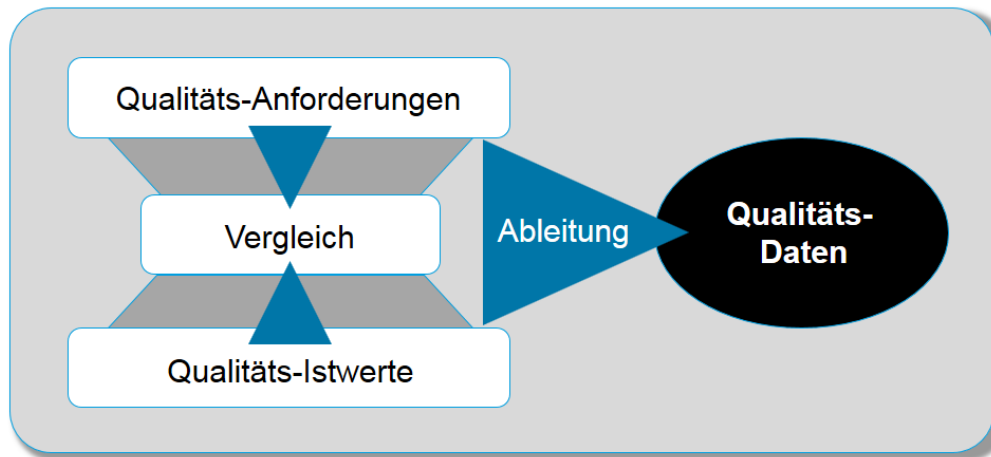 Qualitäts-Anforderungen
Vergleich
Qualitäts-Istwerte
Ableitung
Qualitäts-
Daten